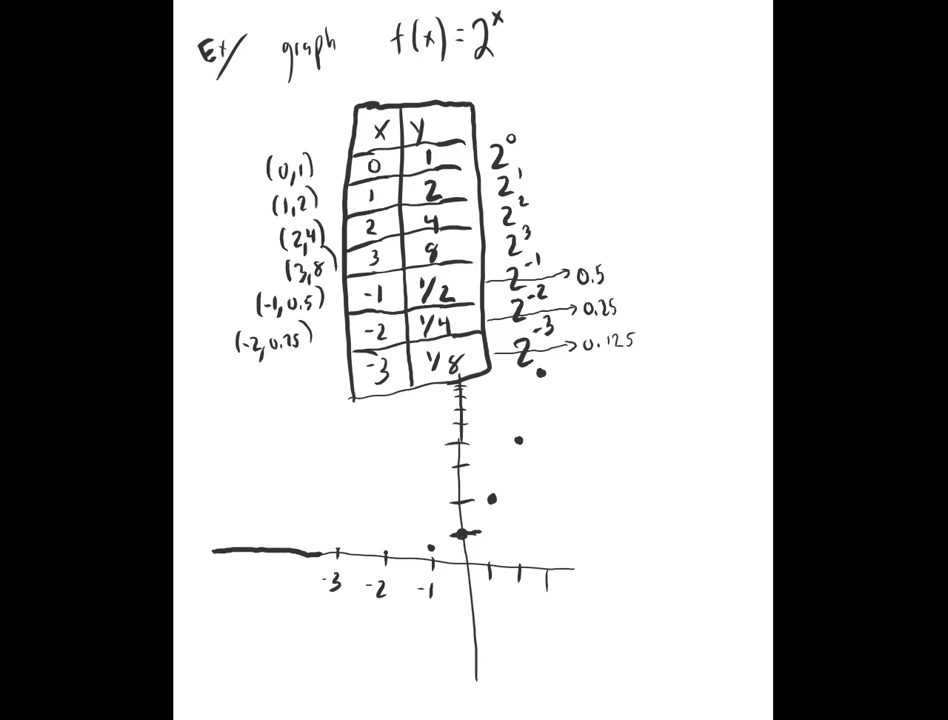 Ex/ graph f(x)=2^x
x y
(0,1) 0 1 2^0
(1,2) 1 2 2^1
(2,4) 2 4 2^2
(3,8 3 8 2^3
(-1,0.5) -1 1/2 2^-1 → 0.5
(-2,0.25) -2 1/4 2^-2 → 0.25
-3 1/8 2^-3 → 0.125
-3 -2 -1